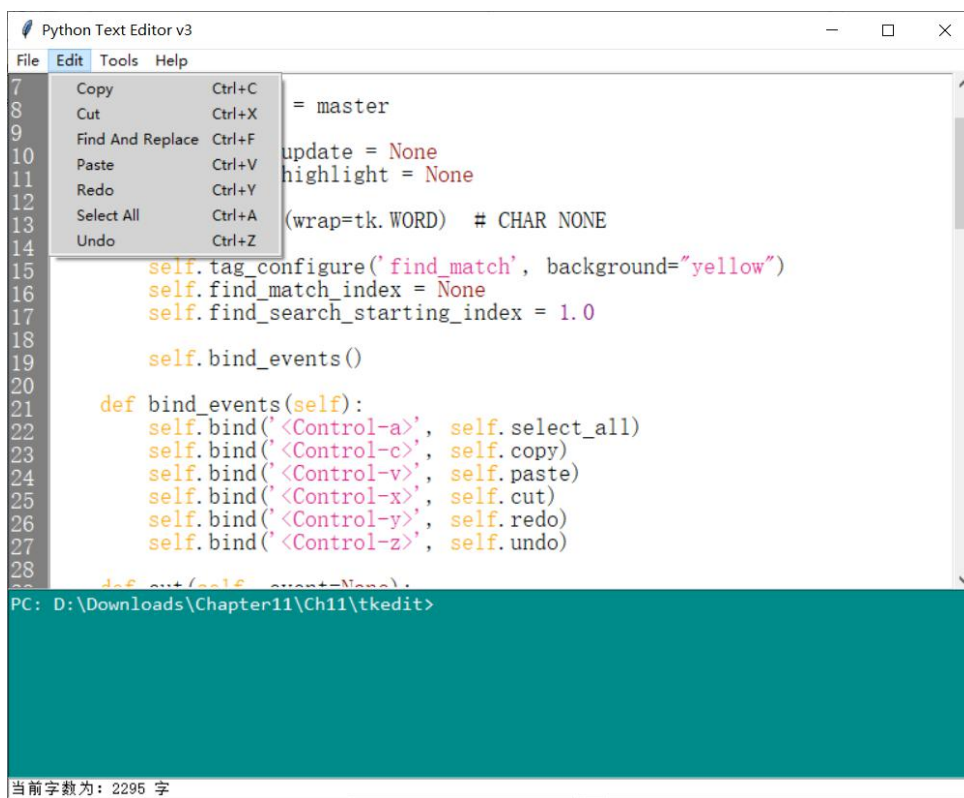 Python Text Editor v3
File Edit Tools Help
Copy Ctrl+C
Cut Ctrl+X
Find And Replace Ctrl+F
Paste Ctrl+V
Redo Ctrl+Y
Select All Ctrl+A
Undo Ctrl+Z
7
8 = master
9
10 update = None
11 highlight = None
12
13 (wrap=tk.WORD) # CHAR NONE
14
15 self.tag_configure('find_match', background="yellow")
16 self.find_match_index = None
17 self.find_search_starting_index = 1.0
18
19 self.bind_events()
20
21 def bind_events(self):
22 self.bind('<Control-a>', self.select_all)
23 self.bind('<Control-c>', self.copy)
24 self.bind('<Control-v>', self.paste)
25 self.bind('<Control-x>', self.cut)
26 self.bind('<Control-y>', self.redo)
27 self.bind('<Control-z>', self.undo)
28
def cut(self, event=None):
PC: D:\Downloads\Chapter11\Ch11\tkedit>
当前字数为: 2295 字